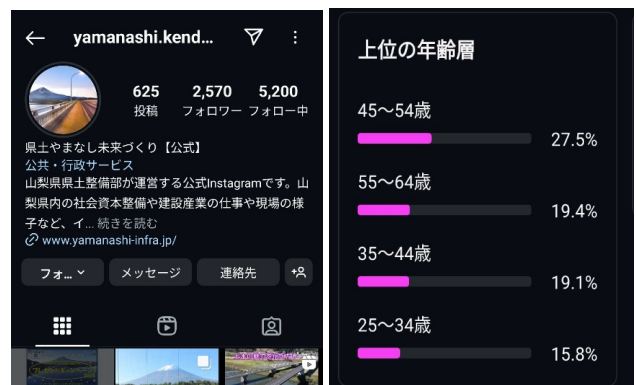 yamanashi.kend...
625 2,570 5,200
投稿 フォロワー フォロー中
県土やまなし未来づくり【公式】
公共・行政サービス
山梨県県土整備部が運営する公式Instagramです。山
梨県内の社会資本整備や建設産業の仕事や現場の様
子など、イ... 続きを読む
www.yamanashi-infra.jp/
フォ... メッセージ 連絡先
上位の年齢層
45〜54歳
27.5%
55〜64歳
19.4%
35〜44歳
19.1%
25〜34歳
15.8%